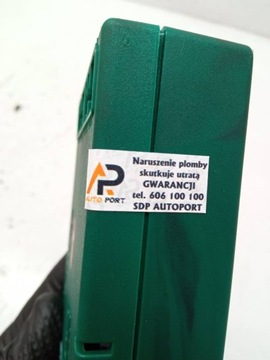 AP
AUTO PORT
Naruszenie plomby
skutkuje utratą
GWARANCJI
tel. 606 100 100
SDP AUTOPORT